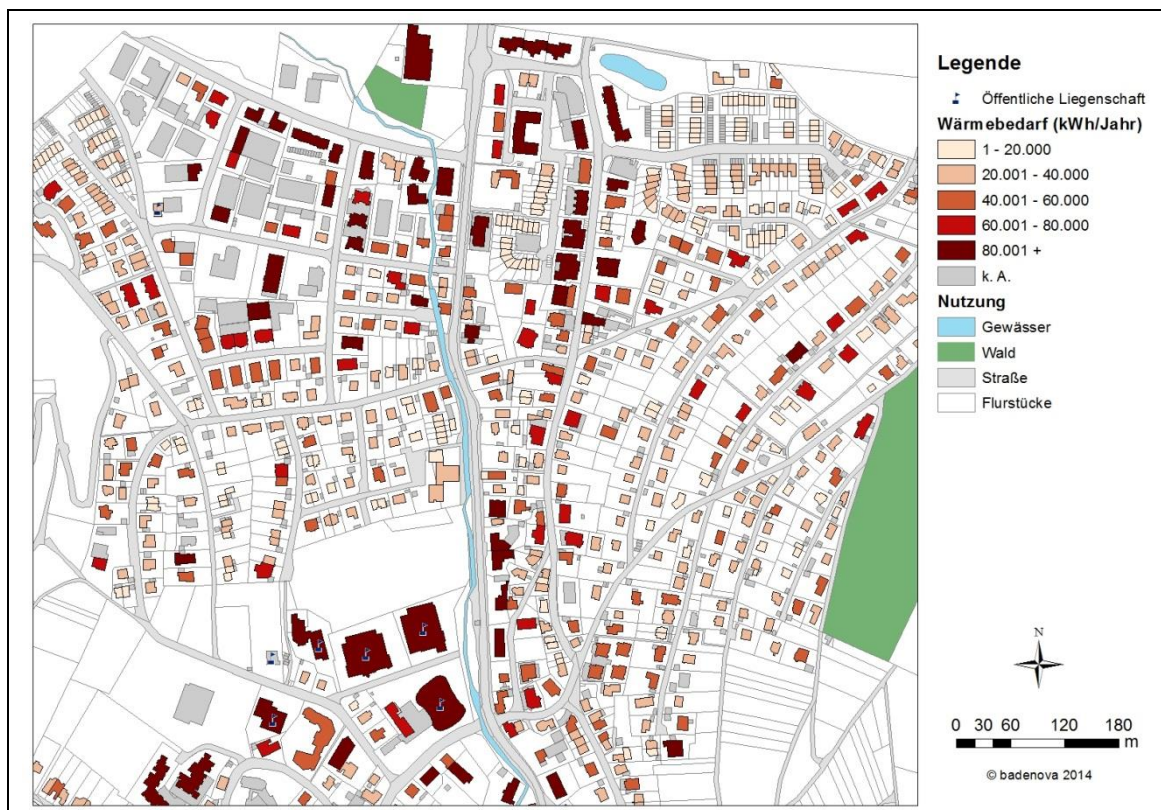 Legende
Öffentliche Liegenschaft
Wärmebedarf (kWh/Jahr)
1 - 20.000
20.001 - 40.000
40.001 - 60.000
60.001 - 80.000
80.001 +
k. A.
Nutzung
Gewässer
Wald
Straße
Flurstücke
N
0 30 60 120 180
m
© badenova 2014